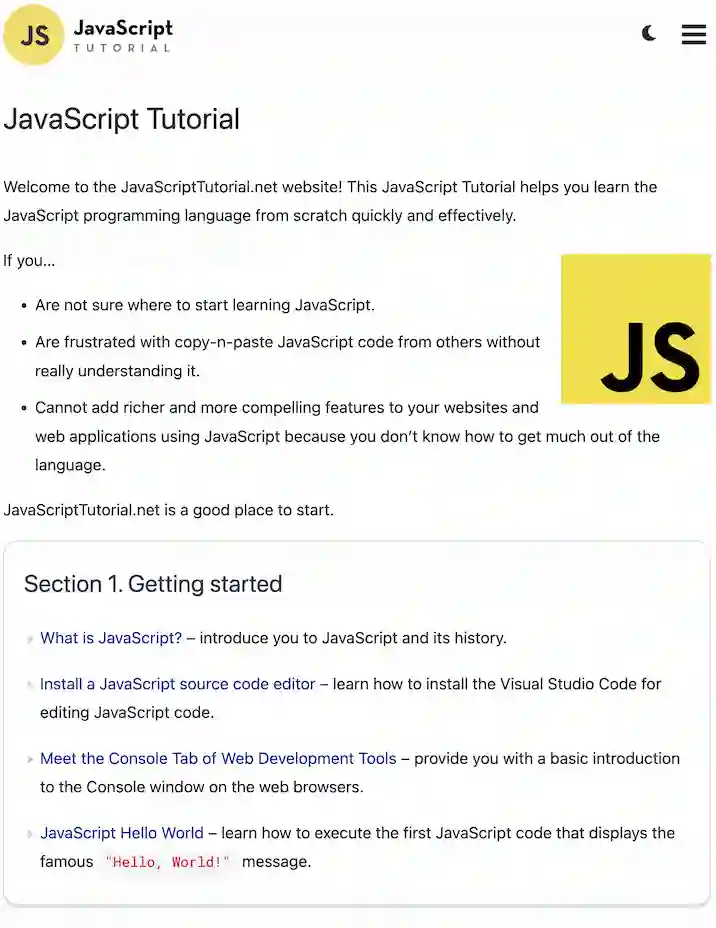 JS JavaScript
TUTORIAL
JavaScript Tutorial
Welcome to the JavaScriptTutorial.net website! This JavaScript Tutorial helps you learn the
JavaScript programming language from scratch quickly and effectively.
If you...
• Are not sure where to start learning JavaScript.
• Are frustrated with copy-n-paste JavaScript code from others without
really understanding it.
JS
• Cannot add richer and more compelling features to your websites and
web applications using JavaScript because you don’t know how to get much out of the
language.
JavaScriptTutorial.net is a good place to start.
Section 1. Getting started
What is JavaScript? – introduce you to JavaScript and its history.
Install a JavaScript source code editor – learn how to install the Visual Studio Code for
editing JavaScript code.
Meet the Console Tab of Web Development Tools – provide you with a basic introduction
to the Console window on the web browsers.
JavaScript Hello World – learn how to execute the first JavaScript code that displays the
famous "Hello, World!" message.